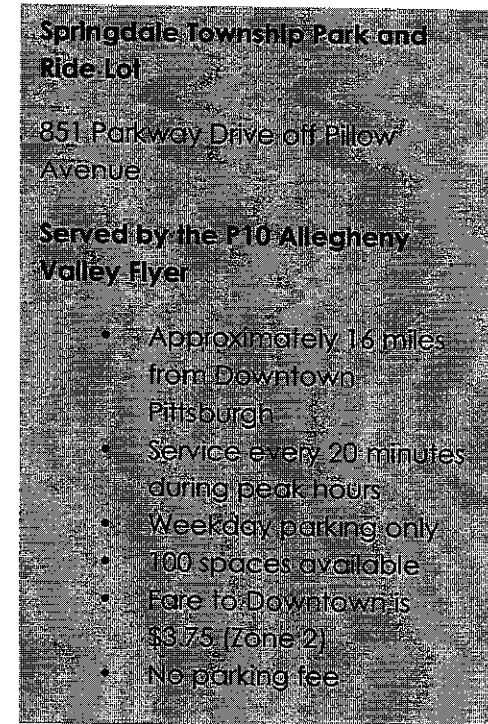 Springdale Township Park and
Ride Lot
851 Parkway Drive off Pillow
Avenue
Served by the P10 Allegheny
Valley Flyer
• Approximately 16 miles
from Downtown
Pittsburgh
• Service every 20 minutes
during peak hours
• Weekday parking only
• 100 spaces available
• Fare to Downtown is
$3.75 (Zone 2)
• No parking fee